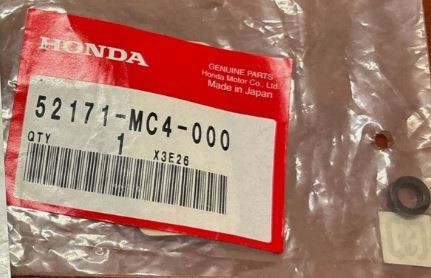 HONDA
GENUINE PARTS
Honda Motor Co., Ltd.
Made in Japan
52171-MC4-000
QTY 1 X3E26